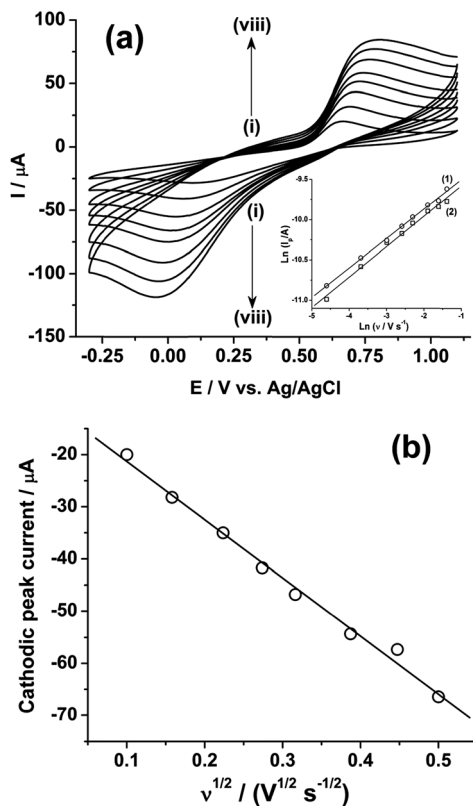 (a)
100
50
0
-50
-100
-150
I / μA
(viii)
(i)
(i)
(viii)
-0.25 0.00 0.25 0.50 0.75 1.00
E / V vs. Ag/AgCl
-9.5
-10.0
-10.5
-11.0
Ln (Iₚ/A)
(1)
(2)
-5 -4 -3 -2 -1
Ln (ν / V s⁻¹)
(b)
-20
-30
-40
-50
-60
-70
Cathodic peak current / μA
0.1 0.2 0.3 0.4 0.5
ν¹/² / (V¹/² s⁻¹/²)